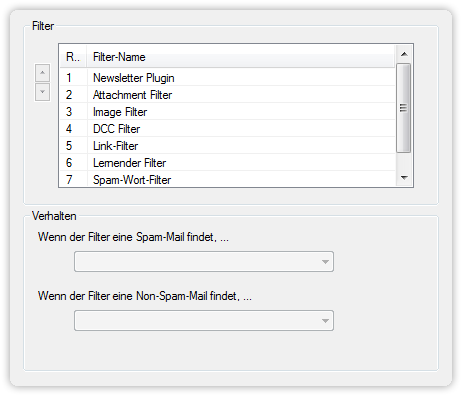 Filter
R.. Filter-Name
1 Newsletter Plugin
2 Attachment Filter
3 Image Filter
4 DCC Filter
5 Link-Filter
6 Lernender Filter
7 Spam-Wort-Filter
Verhalten
Wenn der Filter eine Spam-Mail findet, ...
Wenn der Filter eine Non-Spam-Mail findet, ...